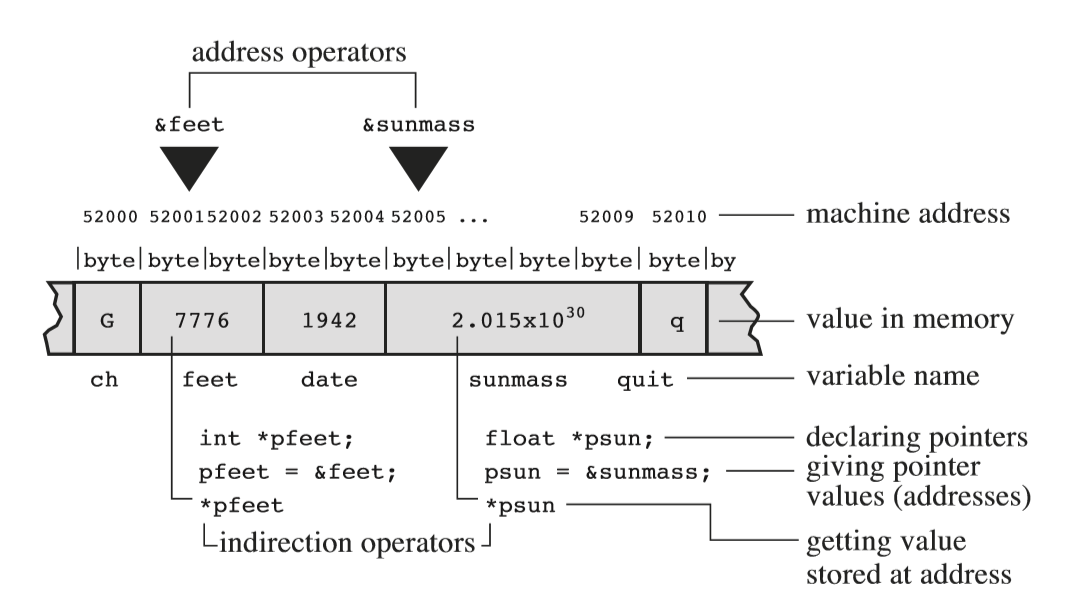 address operators
&feet &sunmass
52000 52001 52002 52003 52004 52005 ... 52009 52010 machine address
|byte|byte|byte|byte|byte|byte|byte|byte|byte|byte|by
G 7776 1942 2.015x10³⁰ q value in memory
ch feet date sunmass quit variable name
int *pfeet; float *psun; declaring pointers
pfeet = &feet; psun = &sunmass; giving pointer
values (addresses)
*pfeet *psun
indirection operators getting value
stored at address